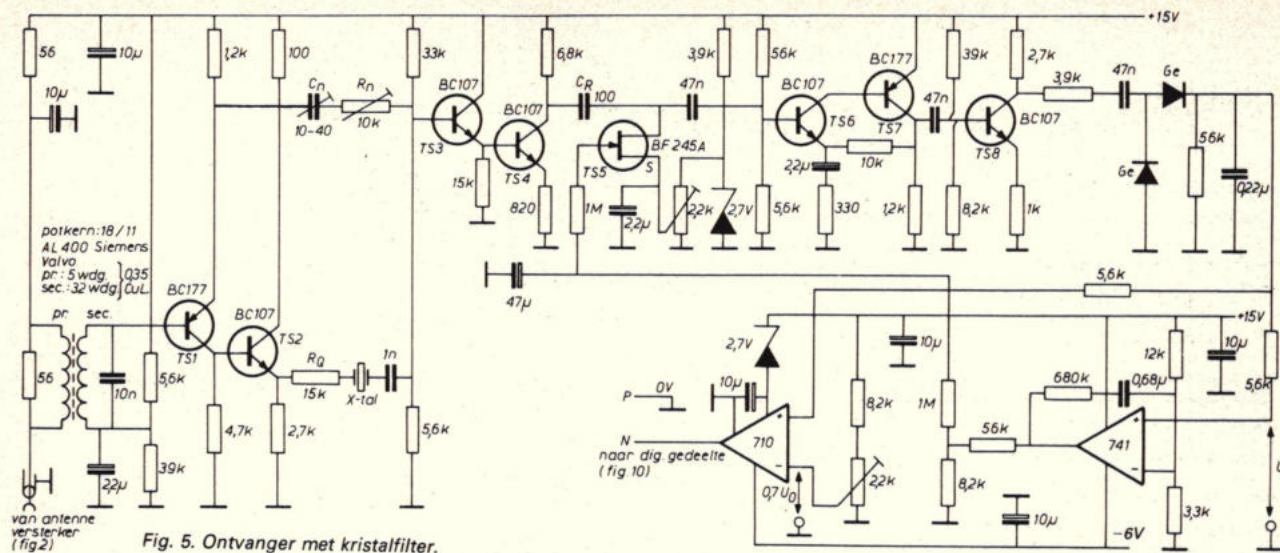 +15V
56
10µ
1,2k
100
33k
6,8k
3,9k
56k
BC177
39k
2,7k
10µ
Cn
Rn
BC107
BC107
CR
100
47n
BC107
47n
3,9k
47n
Ge
10-40
10k
TS3
TS4
BF 245A
TS6
TS7
BC107
TS8
15k
TS5
S
22µ
10k
Ge
56k
0,22µ
820
1M
2,2µ
2,2k
2,7V
5,6k
330
1,2k
8,2k
1k
potkern: 18/11
AL 400 Siemens
Valvo
pr.: 5 wdg.
sec.: 32 wdg.
0,35
CuL
BC177
47µ
5,6k
pr.
sec.
BC107
TS1
TS2
+15V
2,7V
10µ
12k
10µ
56
5,6k
RQ
1n
0V
P
10µ
680k
0,68µ
5,6k
10n
15k
X-tal
8,2k
1M
+
56k
+
N
710
741
4,7k
2,7k
5,6k
naar dig. gedeelte
(fig. 10)
-
-
2,2µ
39k
0,7U0
2,2k
8,2k
10µ
3,3k
van antenne
versterker
(fig 2)
-6V
Fig. 5. Ontvanger met kristalfilter.